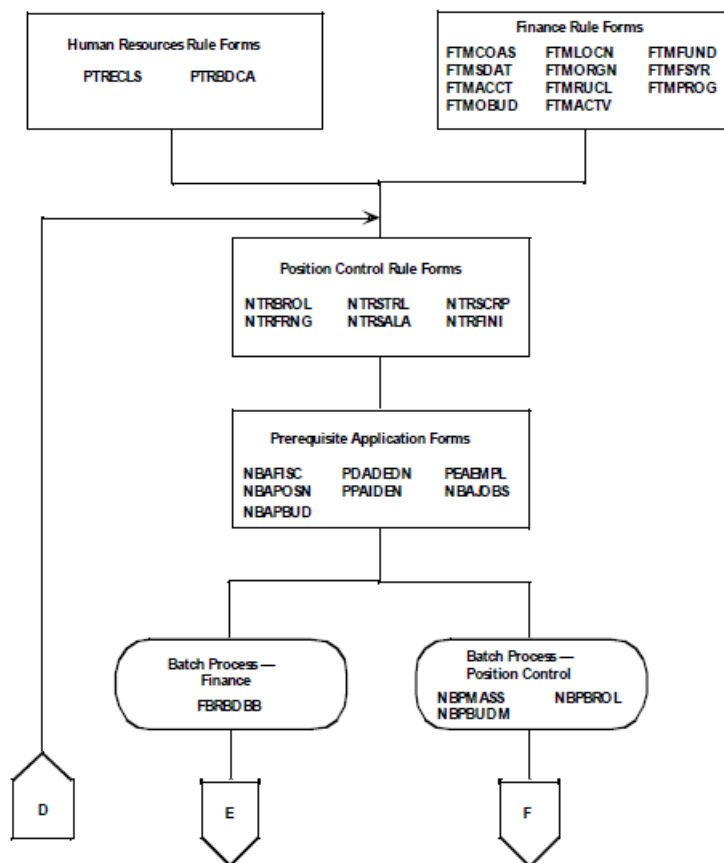 Human Resources Rule Forms
PTRECLS PTRBDCA
Finance Rule Forms
FTMCOAS FTMLOCN FTMFUND
FTMSDAT FTMORGN FTMFSYR
FTMACCT FTMRUCL FTMPROG
FTMOBUD FTMACTV
Position Control Rule Forms
NTRBROL NTRSTRL NTRSCRP
NTRFRNG NTRSALA NTRFINI
Prerequisite Application Forms
NBAFISC PDADEDN PEAEMPL
NBAPOSN PPAIDEN NBAJOBS
NBAPBUD
Batch Process —
Finance
FBRBDBB
Batch Process —
Position Control
NBPMASS NBPBROL
NBPBUDM
D
E
F